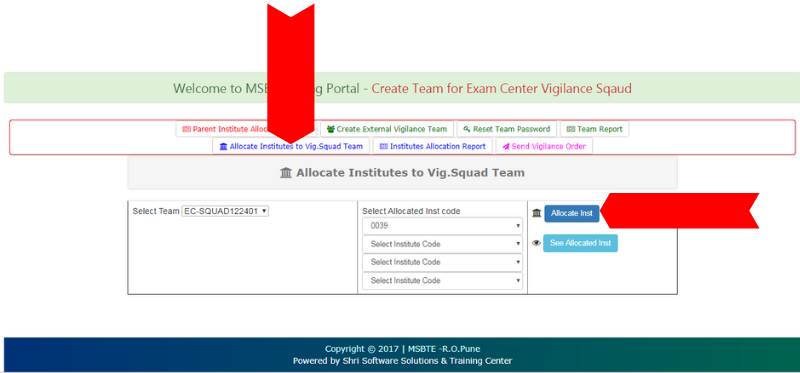 Welcome to MSB g Portal - Create Team for Exam Center Vigilance Sqaud
Parent Institute Alloc Create External Vigilance Team Reset Team Password Team Report
Allocate Institutes to Vig.Squad Team Institutes Allocation Report Send Vigilance Order
Allocate Institutes to Vig.Squad Team
Select Team EC-SQUAD122401
Select Allocated Inst code
0039
Select Institute Code
Select Institute Code
Select Institute Code
Allocate Inst
See Allocated Inst
Copyright © 2017 | MSBTE -R.O.Pune
Powered by Shri Software Solutions & Training Center